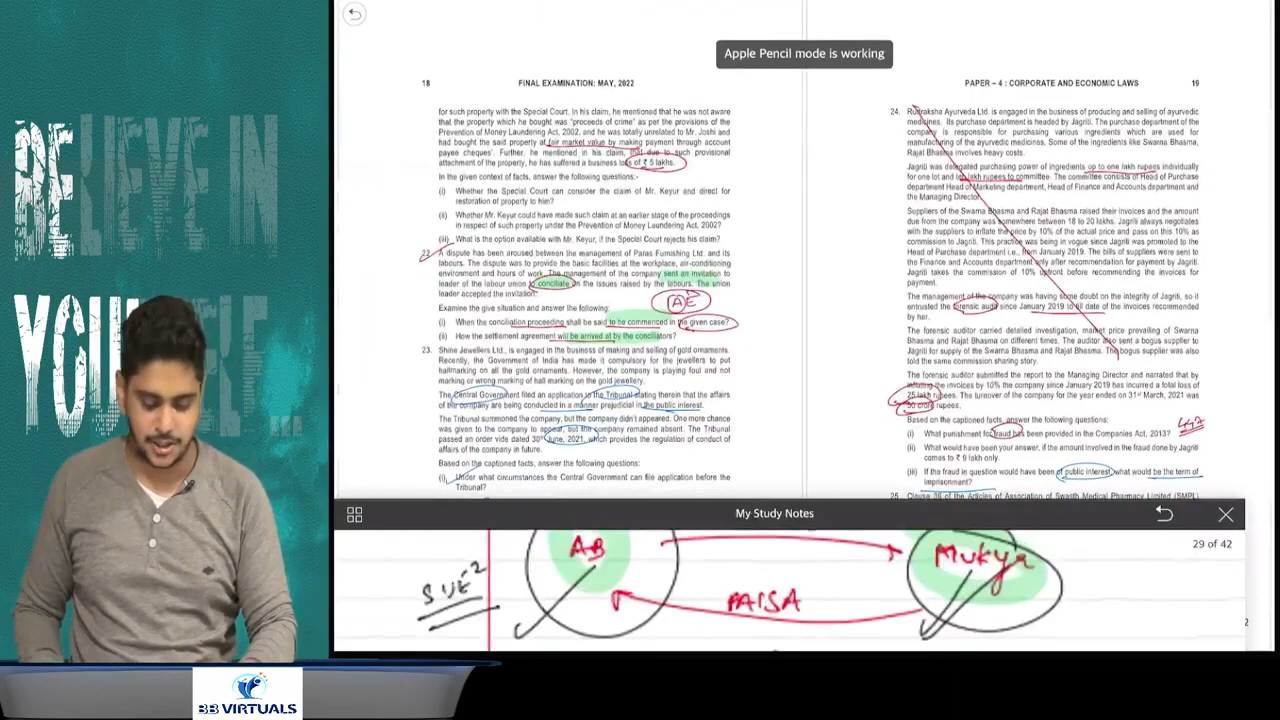 Apple Pencil mode is working
BELIEVE IN
YOURSELF
18 FINAL EXAMINATION: MAY, 2022
for such property with the Special Court. In his claim, he mentioned that he was not aware
that the property which he bought was "proceeds of crime" as per the provisions of the
Prevention of Money Laundering Act, 2002, and he was totally unrelated to Mr. Joshi and
had bought the said property at fair market value by making payment through account
payee cheques'. Further, he mentioned in his claim, that due to such provisional
attachment of the property, he has suffered a business loss of ₹ 5 lakhs.
In the given context of facts, answer the following questions:-
(i) Whether the Special Court can consider the claim of Mr. Keyur and direct for
restoration of property to him?
(ii) Whether Mr. Keyur could have made such claim at an earlier stage of the proceedings
in respect of such property under the Prevention of Money Laundering Act, 2002?
(iii) What is the option available with Mr. Keyur, if the Special Court rejects his claim?
22. A dispute has been aroused between the management of Paras Furnishing Ltd. and its
labours. The dispute was to provide the basic facilities at the workplace, air-conditioning
environment and hours of work. The management of the company sent an invitation to
leader of the labour union to conciliate on the issues raised by the labours. The union
leader accepted the invitation.
AE
Examine the give situation and answer the following:
(i) When the conciliation proceeding shall be said to be commenced in the given case?
(ii) How the settlement agreement will be arrived at by the conciliators?
23. Shine Jewellers Ltd., is engaged in the business of making and selling of gold ornaments.
Recently, the Government of India has made it compulsory for the jewellers to put
hallmarking on all the gold ornaments. However, the company is playing foul and not
marking or wrong marking of hall marking on the gold jewellery.
The Central Government filed an application to the Tribunal stating therein that the affairs
of the company are being conducted in a manner prejudicial in the public interest.
The Tribunal summoned the company, but the company didn't appeared. One more chance
was given to the company to appear, but the company remained absent. The Tribunal
passed an order vide dated 30th June, 2021, which provides the regulation of conduct of
affairs of the company in future.
Based on the captioned facts, answer the following questions:
(i) Under what circumstances the Central Government can file application before the
Tribunal?
PAPER – 4 : CORPORATE AND ECONOMIC LAWS 19
24. Rudraksha Ayurveda Ltd. is engaged in the business of producing and selling of ayurvedic
medicines. Its purchase department is headed by Jagriti. The purchase department of the
company is responsible for purchasing various ingredients which are used for
manufacturing of the ayurvedic medicines. Some of the ingredients like Swarna Bhasma,
Rajat Bhasma involves heavy costs.
Jagriti was delegated purchasing power of ingredients up to one lakh rupees individually
for one lot and ten lakh rupees to committee. The committee consists of Head of Purchase
department Head of Marketing department, Head of Finance and Accounts department and
the Managing Director.
Suppliers of the Swarna Bhasma and Rajat Bhasma raised their invoices and the amount
due from the company was somewhere between 18 to 20 lakhs. Jagriti always negotiates
with the suppliers to inflate the price by 10% of the actual price and pass on this 10% as
commission to Jagriti. This practice was being in vogue since Jagriti was promoted to the
Head of Purchase department i.e., from January 2019. The bills of suppliers were sent to
the Finance and Accounts department only after recommendation for payment by Jagriti.
Jagriti takes the commission of 10% upfront before recommending the invoices for
payment.
The management of the company was having some doubt on the integrity of Jagriti, so it
entrusted the forensic audit since January 2019 to till date of the invoices recommended
by her.
The forensic auditor carried detailed investigation, market price prevailing of Swarna
Bhasma and Rajat Bhasma on different times. The auditor sent a bogus supplier to
Jagriti for supply of the Swarna Bhasma and Rajat Bhasma. The bogus supplier was also
told the same commission sharing story.
The forensic auditor submitted the report to the Managing Director and narrated that by
inflating the invoices by 10% the company since January 2019 has incurred a total loss of
25 lakh rupees. The turnover of the company for the year ended on 31st March, 2021 was
50 crore rupees.
Based on the captioned facts, answer the following questions:
(i) What punishment for fraud has been provided in the Companies Act, 2013? 447
(ii) What would have been your answer, if the amount involved in the fraud done by Jagriti
comes to ₹ 9 lakh only.
(iii) If the fraud in question would have been of public interest, what would be the term of
imprisonment?
25. Clause 36 of the Articles of Association of Swasth Medical Pharmacy Limited (SMPL)
My Study Notes
29 of 42
AB
Mukya
PAISA
BB VIRTUALS